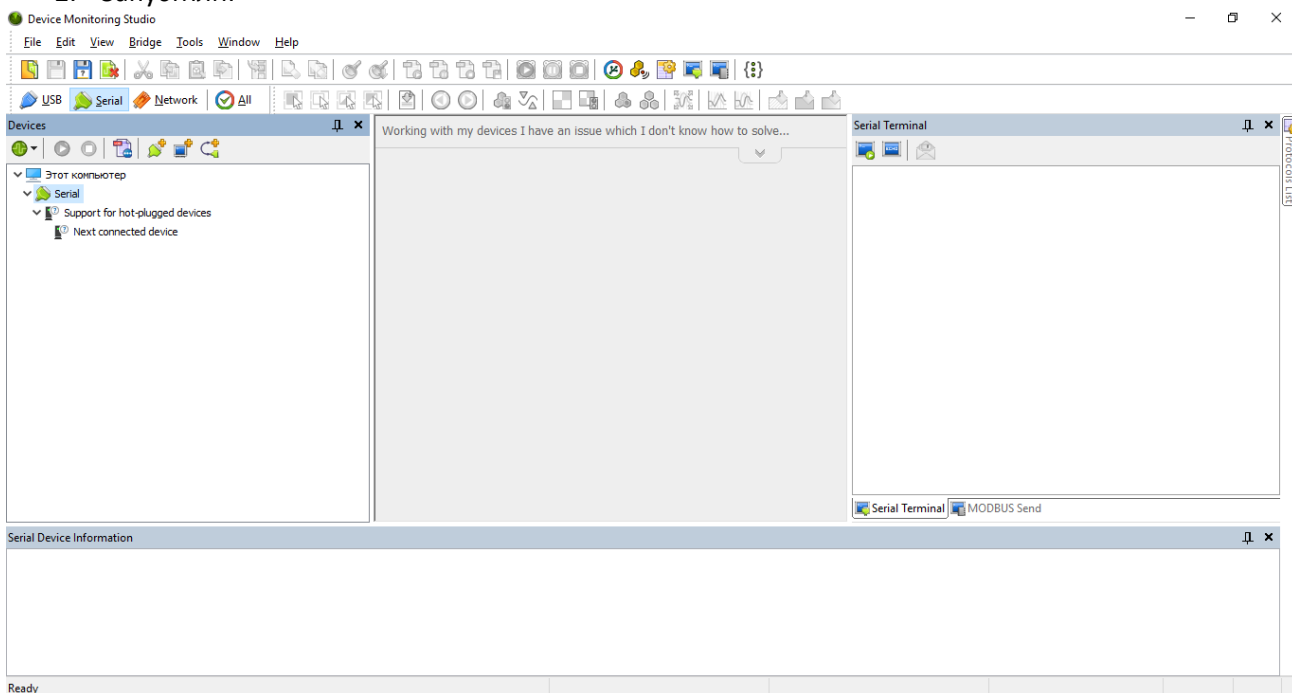 Device Monitoring Studio
File Edit View Bridge Tools Window Help
USB Serial Network All
Devices
Working with my devices I have an issue which I don't know how to solve...
Serial Terminal
Protocols List
Этот компьютер
Serial
Support for hot-plugged devices
Next connected device
Serial Terminal MODBUS Send
Serial Device Information
Ready